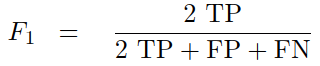 F₁ = 2 TP / 2 TP + FP + FN